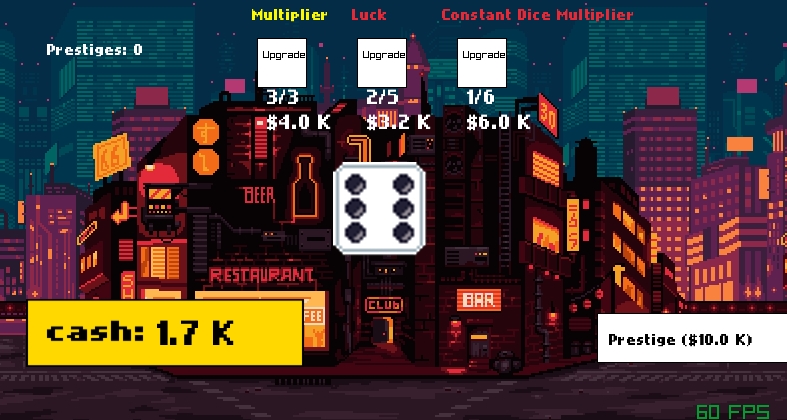 Multiplier Luck Constant Dice Multiplier
Prestiges: 0
Upgrade Upgrade Upgrade
3/3 2/5 1/6
$4.0 K $3.2 K $6.0 K
BEER
RESTAURANT
CLUB
BAR
cash: 1.7 K
Prestige ($10.0 K)
60 FPS